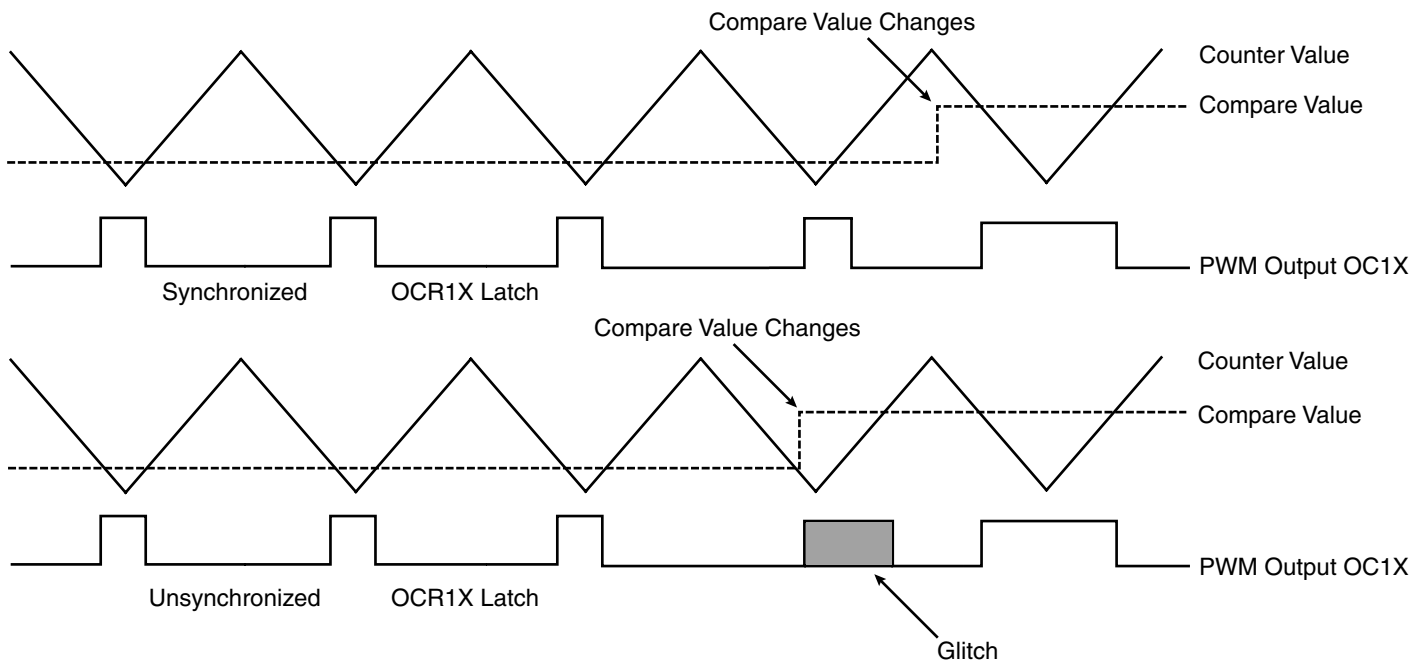 Compare Value Changes
Counter Value
Compare Value
PWM Output OC1X
Synchronized OCR1X Latch
Compare Value Changes
Counter Value
Compare Value
PWM Output OC1X
Unsynchronized OCR1X Latch
Glitch